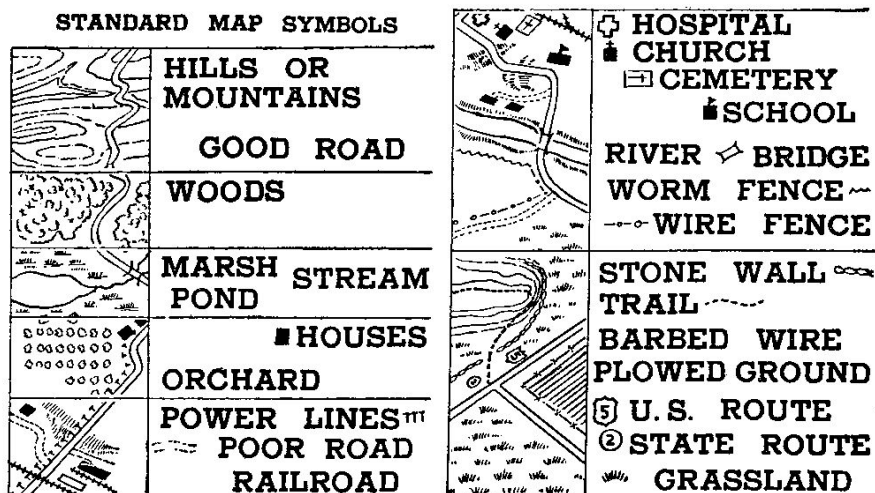 STANDARD MAP SYMBOLS
HILLS OR
MOUNTAINS
GOOD ROAD
WOODS
MARSH STREAM
POND
HOUSES
ORCHARD
POWER LINES
POOR ROAD
RAILROAD
HOSPITAL
CHURCH
CEMETERY
SCHOOL
RIVER BRIDGE
WORM FENCE
WIRE FENCE
STONE WALL
TRAIL
BARBED WIRE
PLOWED GROUND
5 U.S. ROUTE
2 STATE ROUTE
GRASSLAND